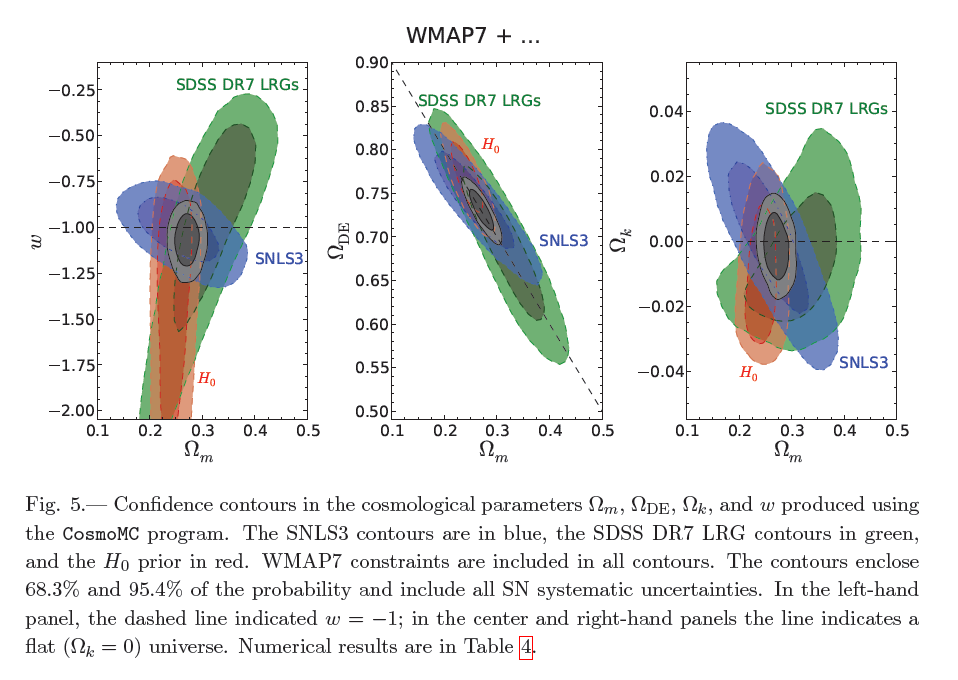 WMAP7 + ...
SDSS DR7 LRGs
SNLS3
H₀
w
−0.25
−0.50
−0.75
−1.00
−1.25
−1.50
−1.75
−2.00
0.1 0.2 0.3 0.4 0.5
Ωₘ
SDSS DR7 LRGs
H₀
SNLS3
Ω_DE
0.90
0.85
0.80
0.75
0.70
0.65
0.60
0.55
0.50
0.1 0.2 0.3 0.4 0.5
Ωₘ
SDSS DR7 LRGs
SNLS3
H₀
Ωₖ
0.04
0.02
0.00
−0.02
−0.04
0.1 0.2 0.3 0.4 0.5
Ωₘ
Fig. 5.— Confidence contours in the cosmological parameters Ωₘ, Ω_DE, Ωₖ, and w produced using
the CosmoMC program. The SNLS3 contours are in blue, the SDSS DR7 LRG contours in green,
and the H₀ prior in red. WMAP7 constraints are included in all contours. The contours enclose
68.3% and 95.4% of the probability and include all SN systematic uncertainties. In the left-hand
panel, the dashed line indicated w = −1; in the center and right-hand panels the line indicates a
flat (Ωₖ = 0) universe. Numerical results are in Table 4.